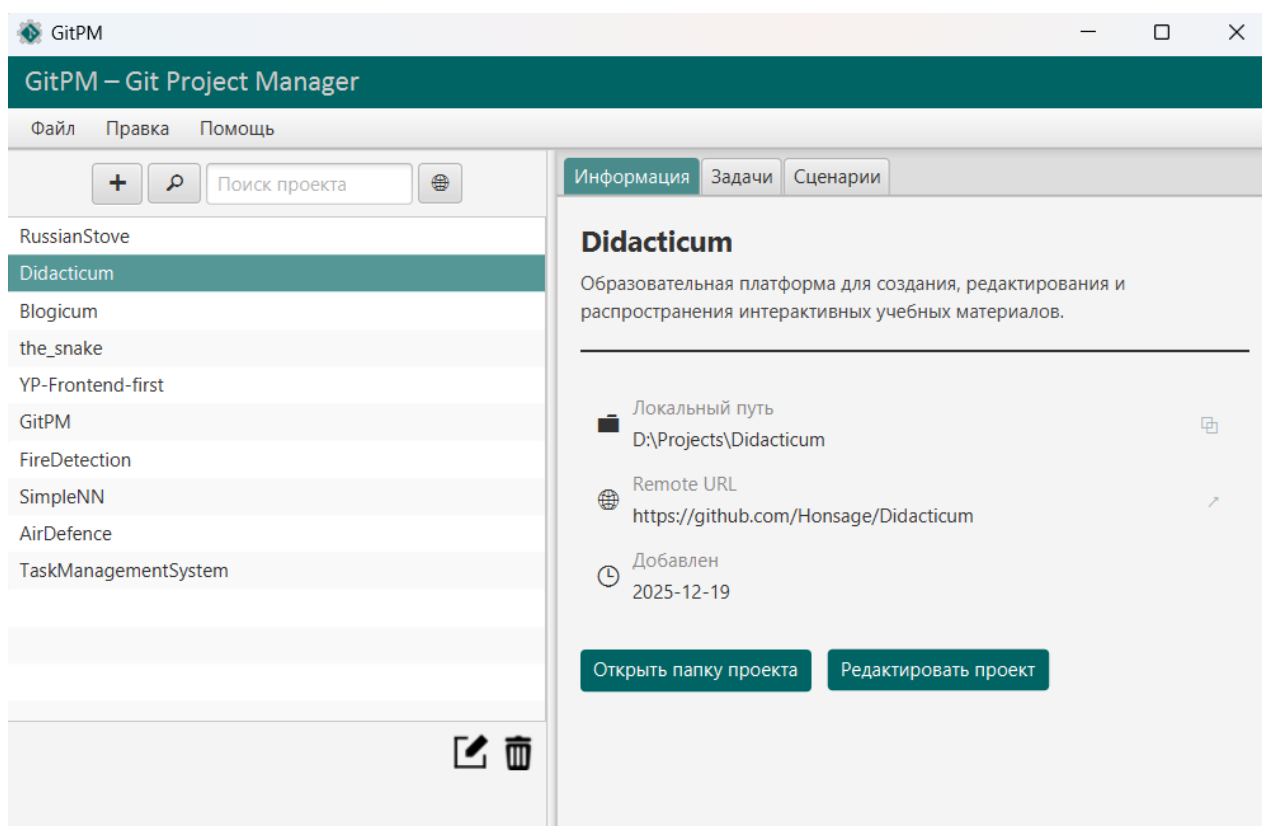 GitPM
GitPM – Git Project Manager
Файл Правка Помощь
Поиск проекта
RussianStove
Didacticum
Blogicum
the_snake
YP-Frontend-first
GitPM
FireDetection
SimpleNN
AirDefence
TaskManagementSystem
Информация Задачи Сценарии
Didacticum
Образовательная платформа для создания, редактирования и
распространения интерактивных учебных материалов.
Локальный путь
D:\Projects\Didacticum
Remote URL
https://github.com/Honsage/Didacticum
Добавлен
2025-12-19
Открыть папку проекта Редактировать проект